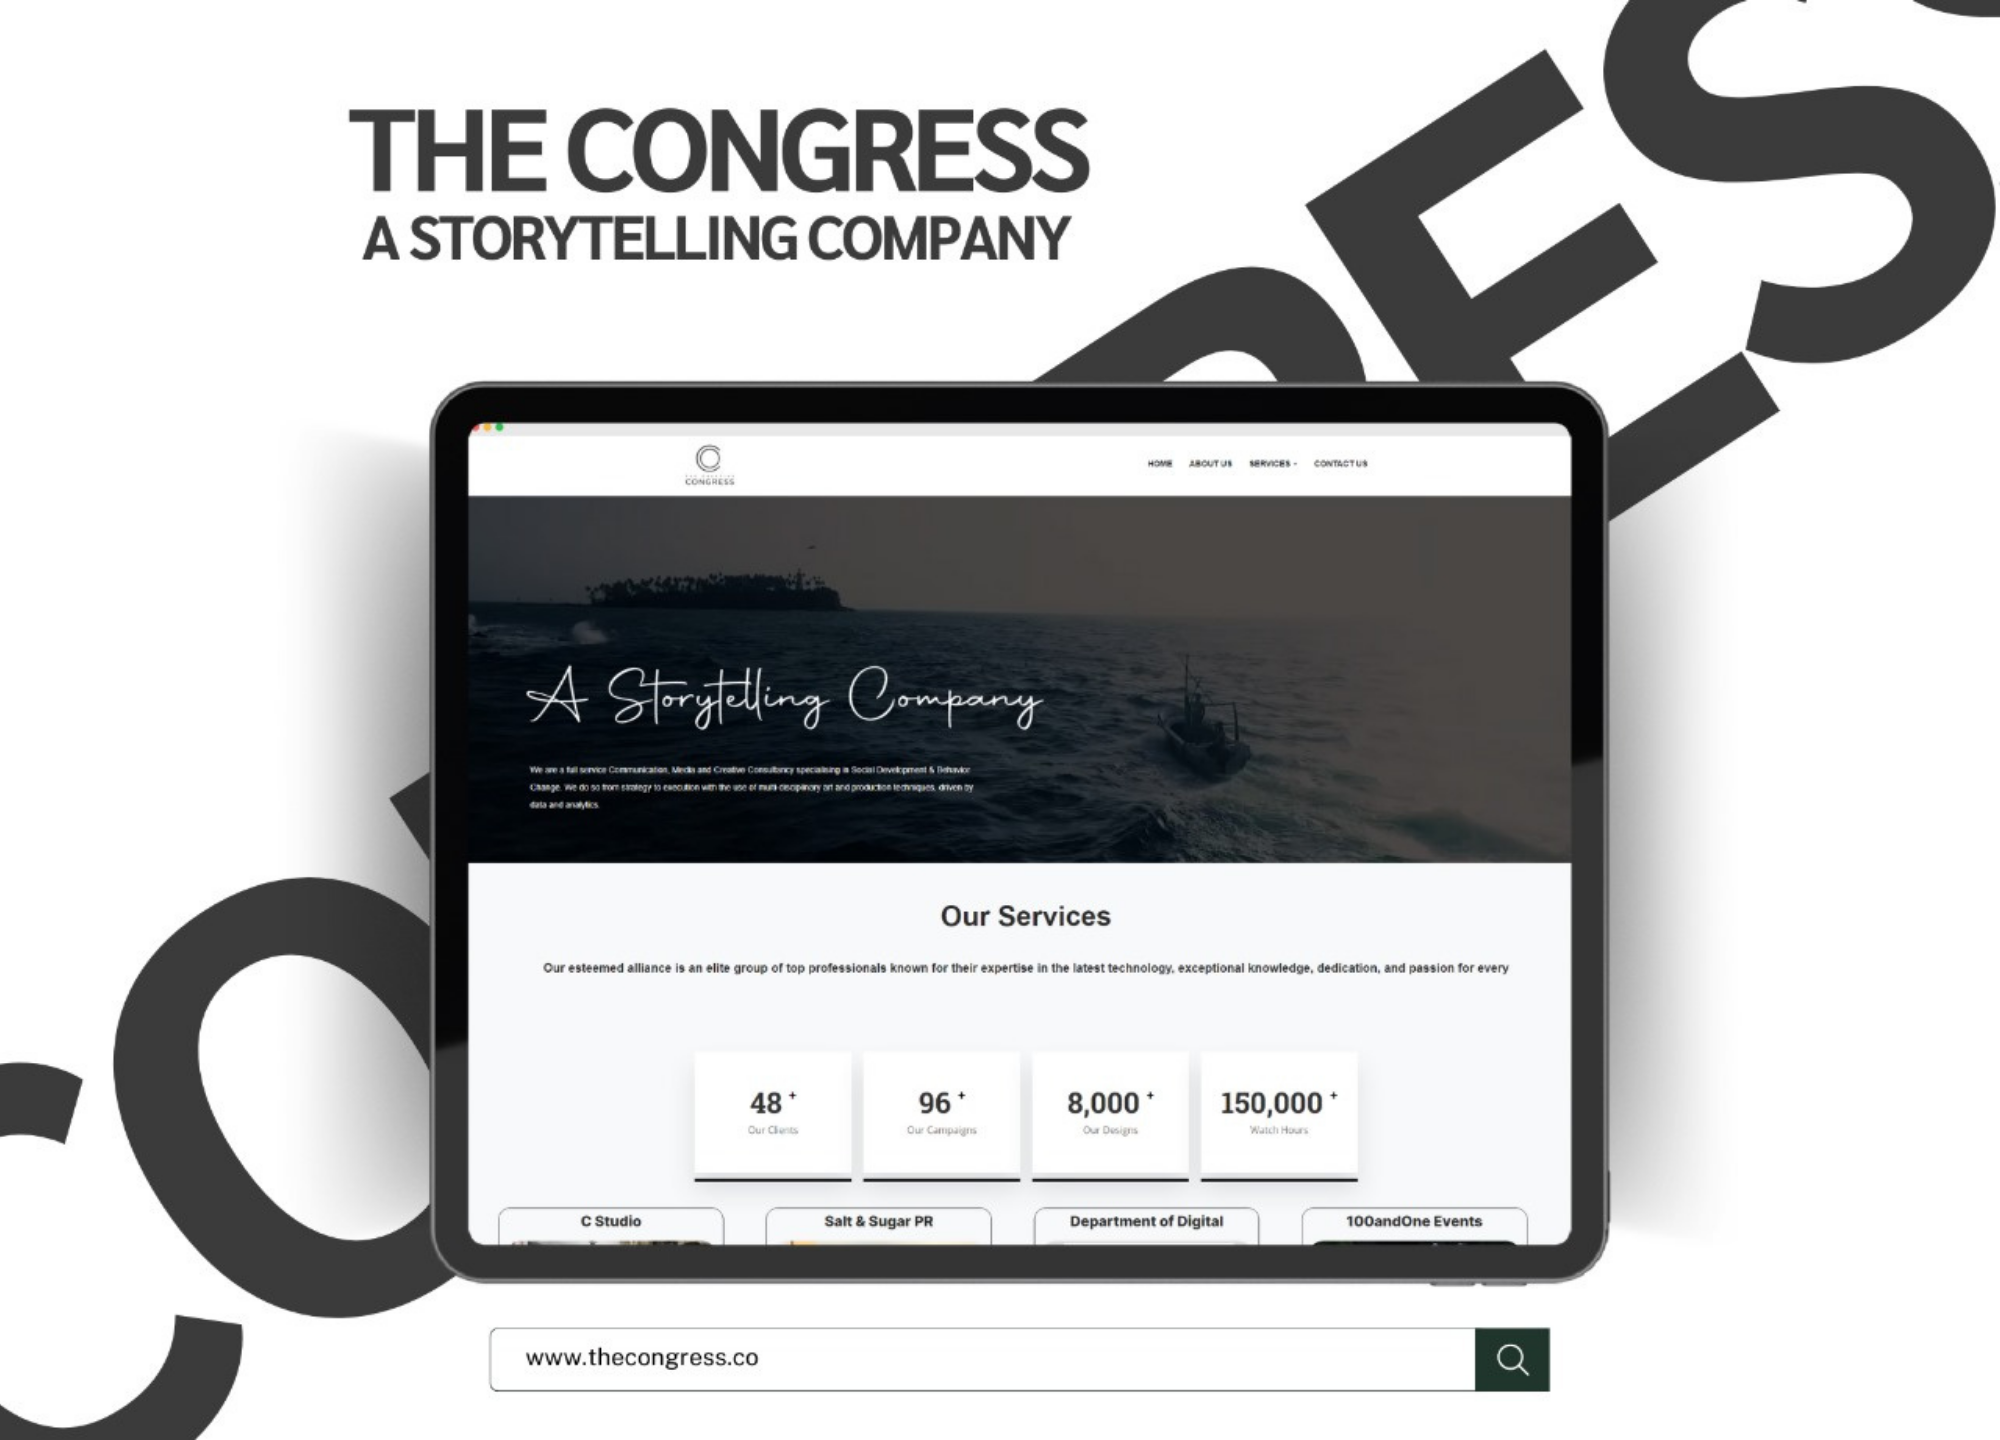 THE CONGRESS
A STORYTELLING COMPANY
CONGRESS
HOME ABOUT US SERVICES - CONTACT US
A Storytelling Company
We are a full service Communication, Media and Creative Consultancy specialising in Social Development & Behavior
Change. We do so from strategy to execution with the use of multi-disciplinary art and production techniques, driven by
data and analytics.
Our Services
Our esteemed alliance is an elite group of top professionals known for their expertise in the latest technology, exceptional knowledge, dedication, and passion for every
48 + 96 + 8,000 + 150,000 +
Our Clients Our Campaigns Our Designs Watch Hours
C Studio Salt & Sugar PR Department of Digital 100andOne Events
www.thecongress.co